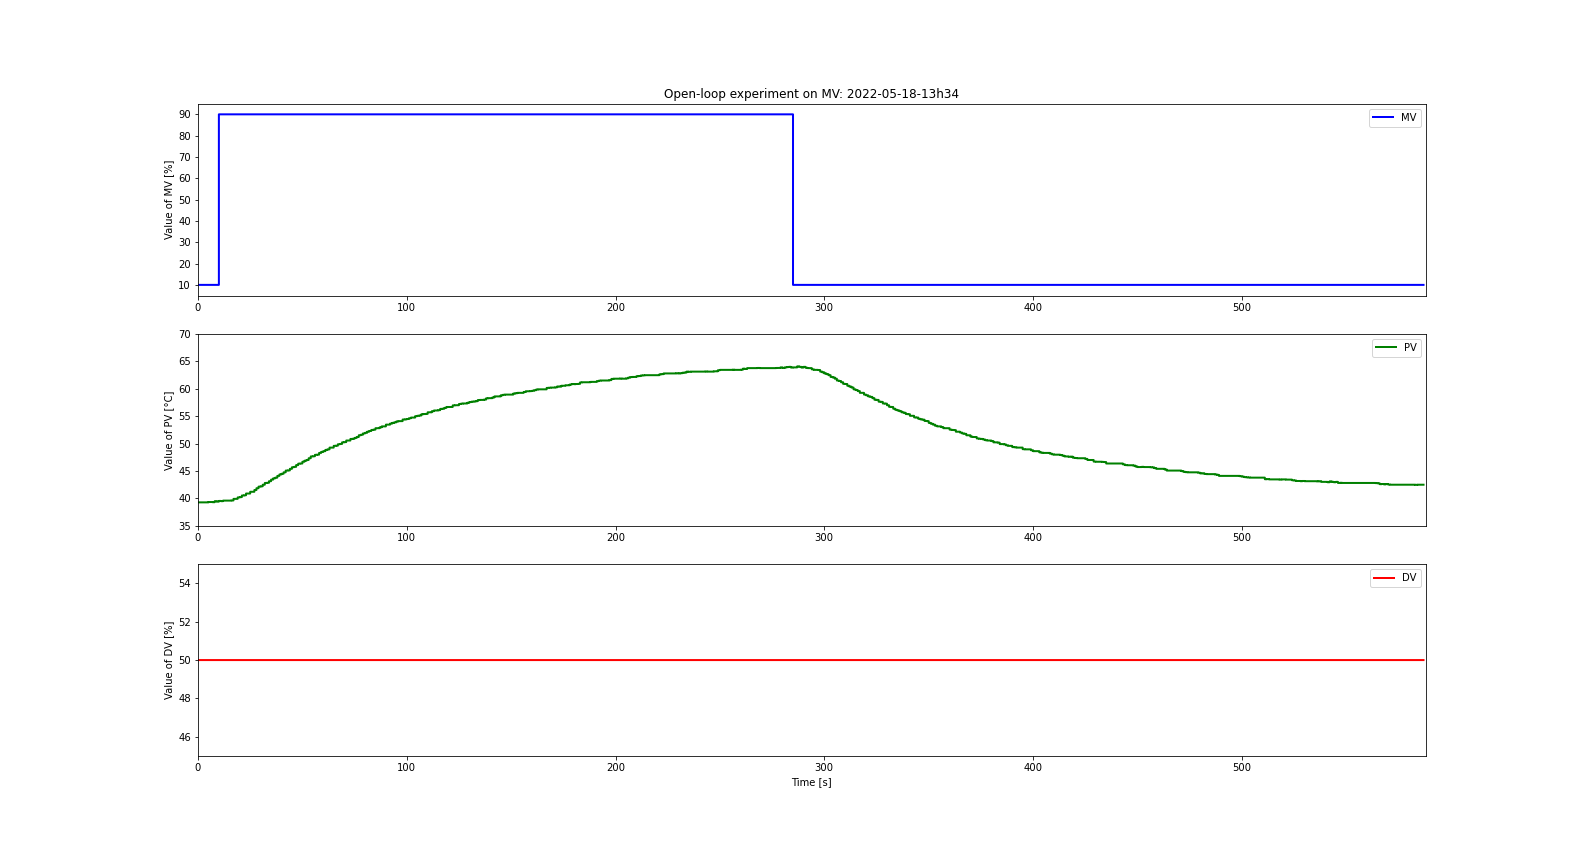 Open-loop experiment on MV: 2022-05-18-13h34
Value of MV [%]
90
80
70
60
50
40
30
20
10
MV
0 100 200 300 400 500
Value of PV [°C]
70
65
60
55
50
45
40
35
PV
0 100 200 300 400 500
Value of DV [%]
54
52
50
48
46
DV
0 100 200 300 400 500
Time [s]